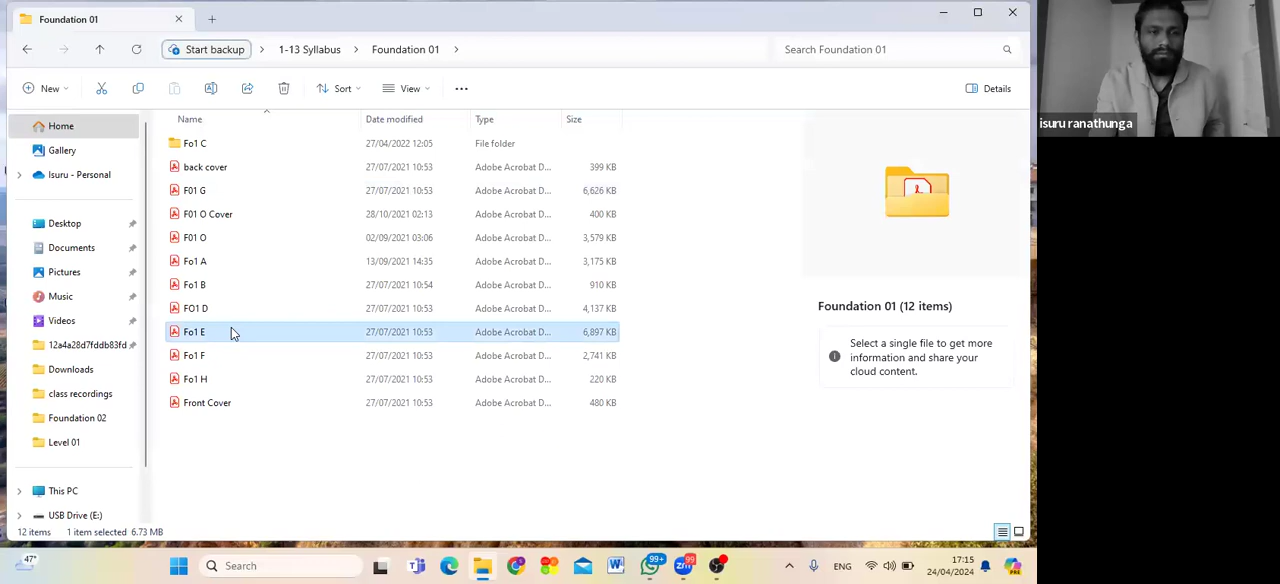 Foundation 01
Start backup
1-13 Syllabus
Foundation 01
Search Foundation 01
New
Sort
View
Details
Name
Date modified
Type
Size
Home
Gallery
Isuru - Personal
Desktop
Documents
Pictures
Music
Videos
12a4a28d7fddb83fd
Downloads
class recordings
Foundation 02
Level 01
This PC
USB Drive (E:)
Fo1 C 27/04/2022 12:05 File folder
back cover 27/07/2021 10:53 Adobe Acrobat D... 399 KB
F01 G 27/07/2021 10:53 Adobe Acrobat D... 6,626 KB
F01 O Cover 28/10/2021 02:13 Adobe Acrobat D... 400 KB
F01 O 02/09/2021 03:06 Adobe Acrobat D... 3,579 KB
Fo1 A 13/09/2021 14:35 Adobe Acrobat D... 3,175 KB
Fo1 B 27/07/2021 10:54 Adobe Acrobat D... 910 KB
FO1 D 27/07/2021 10:53 Adobe Acrobat D... 4,137 KB
Fo1 E 27/07/2021 10:53 Adobe Acrobat D... 6,897 KB
Fo1 F 27/07/2021 10:53 Adobe Acrobat D... 2,741 KB
Fo1 H 27/07/2021 10:53 Adobe Acrobat D... 220 KB
Front Cover 27/07/2021 10:53 Adobe Acrobat D... 480 KB
Foundation 01 (12 items)
Select a single file to get more
information and share your
cloud content.
12 items 1 item selected 6.73 MB
isuru ranathunga
47°
Search
99+
99
ENG
17:15
24/04/2024
PRE